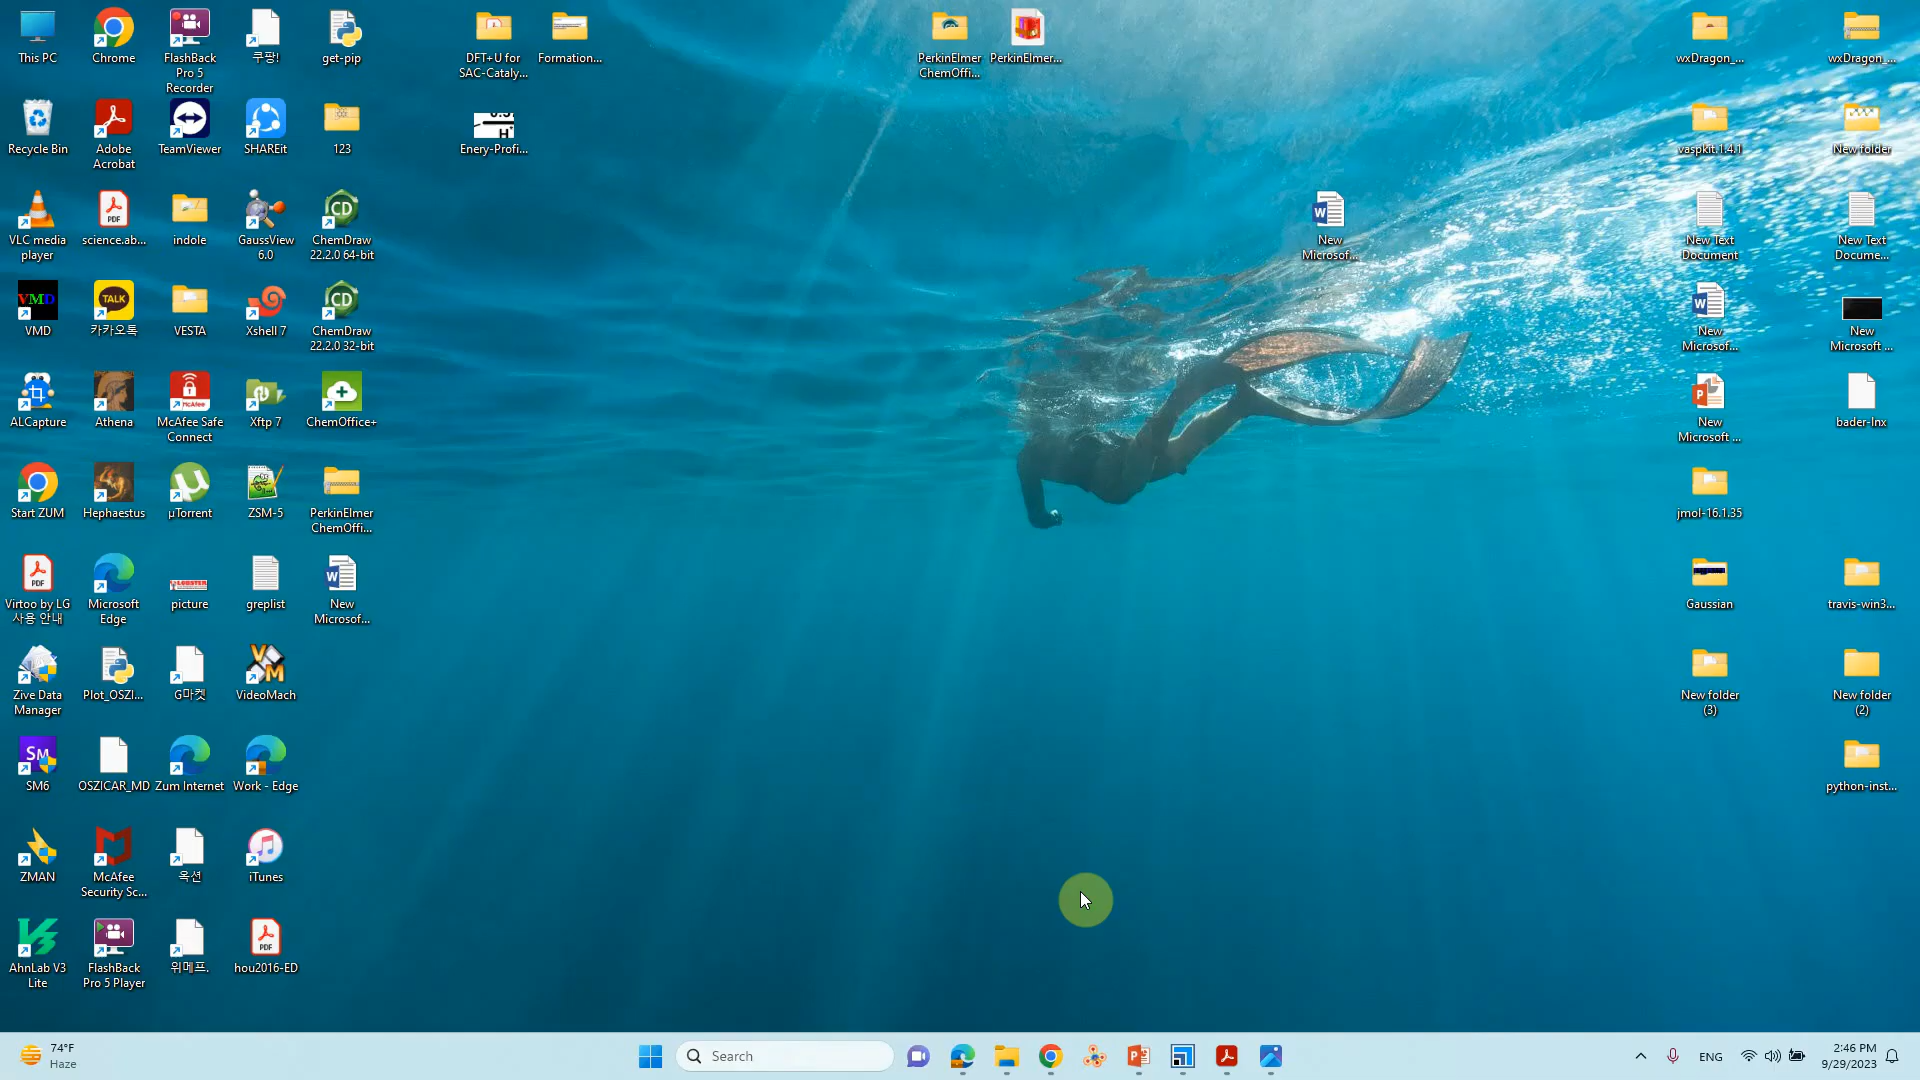 This PC
Chrome
FlashBack
Pro 5
Recorder
쿠팡!
get-pip
DFT+U for
SAC-Cataly...
Formation...
PerkinElmer
ChemOffi...
PerkinElmer...
wxDragon_...
wxDragon_...
Recycle Bin
Adobe
Acrobat
TeamViewer
SHAREit
123
Enery-Profi...
vaspkit.1.4.1
New folder
VLC media
player
science.ab...
indole
GaussView
6.0
ChemDraw
22.2.0 64-bit
New
Microsof...
New Text
Document
New Text
Docume...
VMD
카카오톡
VESTA
Xshell 7
ChemDraw
22.2.0 32-bit
New
Microsof...
New
Microsoft ...
ALCapture
Athena
McAfee Safe
Connect
Xftp 7
ChemOffice+
New
Microsoft ...
bader-lnx
Start ZUM
Hephaestus
µTorrent
ZSM-5
PerkinElmer
ChemOffi...
jmol-16.1.35
Virtoo by LG
사용 안내
Microsoft
Edge
picture
greplist
New
Microsof...
Gaussian
travis-win3...
Zive Data
Manager
Plot_OSZI...
G마켓
VideoMach
New folder
(3)
New folder
(2)
SM6
OSZICAR_MD
Zum Internet
Work - Edge
python-inst...
ZMAN
McAfee
Security Sc...
옥션
iTunes
AhnLab V3
Lite
FlashBack
Pro 5 Player
위메프.
hou2016-ED
74°F
Haze
Search
ENG
2:46 PM
9/29/2023